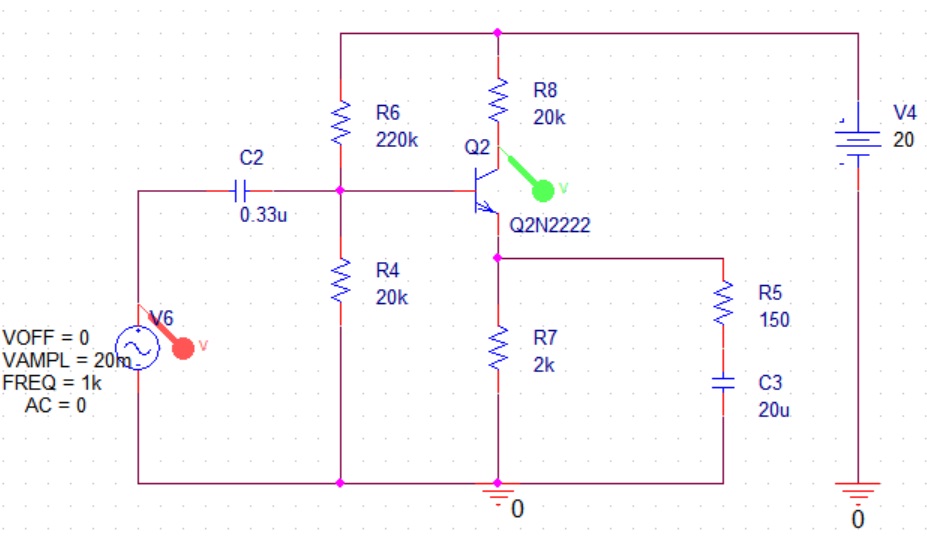 R8
20k
V4
20
R6
220k
Q2
V
C2
0.33u
Q2N2222
R4
20k
R5
150
V6
V
VOFF = 0
VAMPL = 20m
FREQ = 1k
AC = 0
R7
2k
C3
20u
0
0